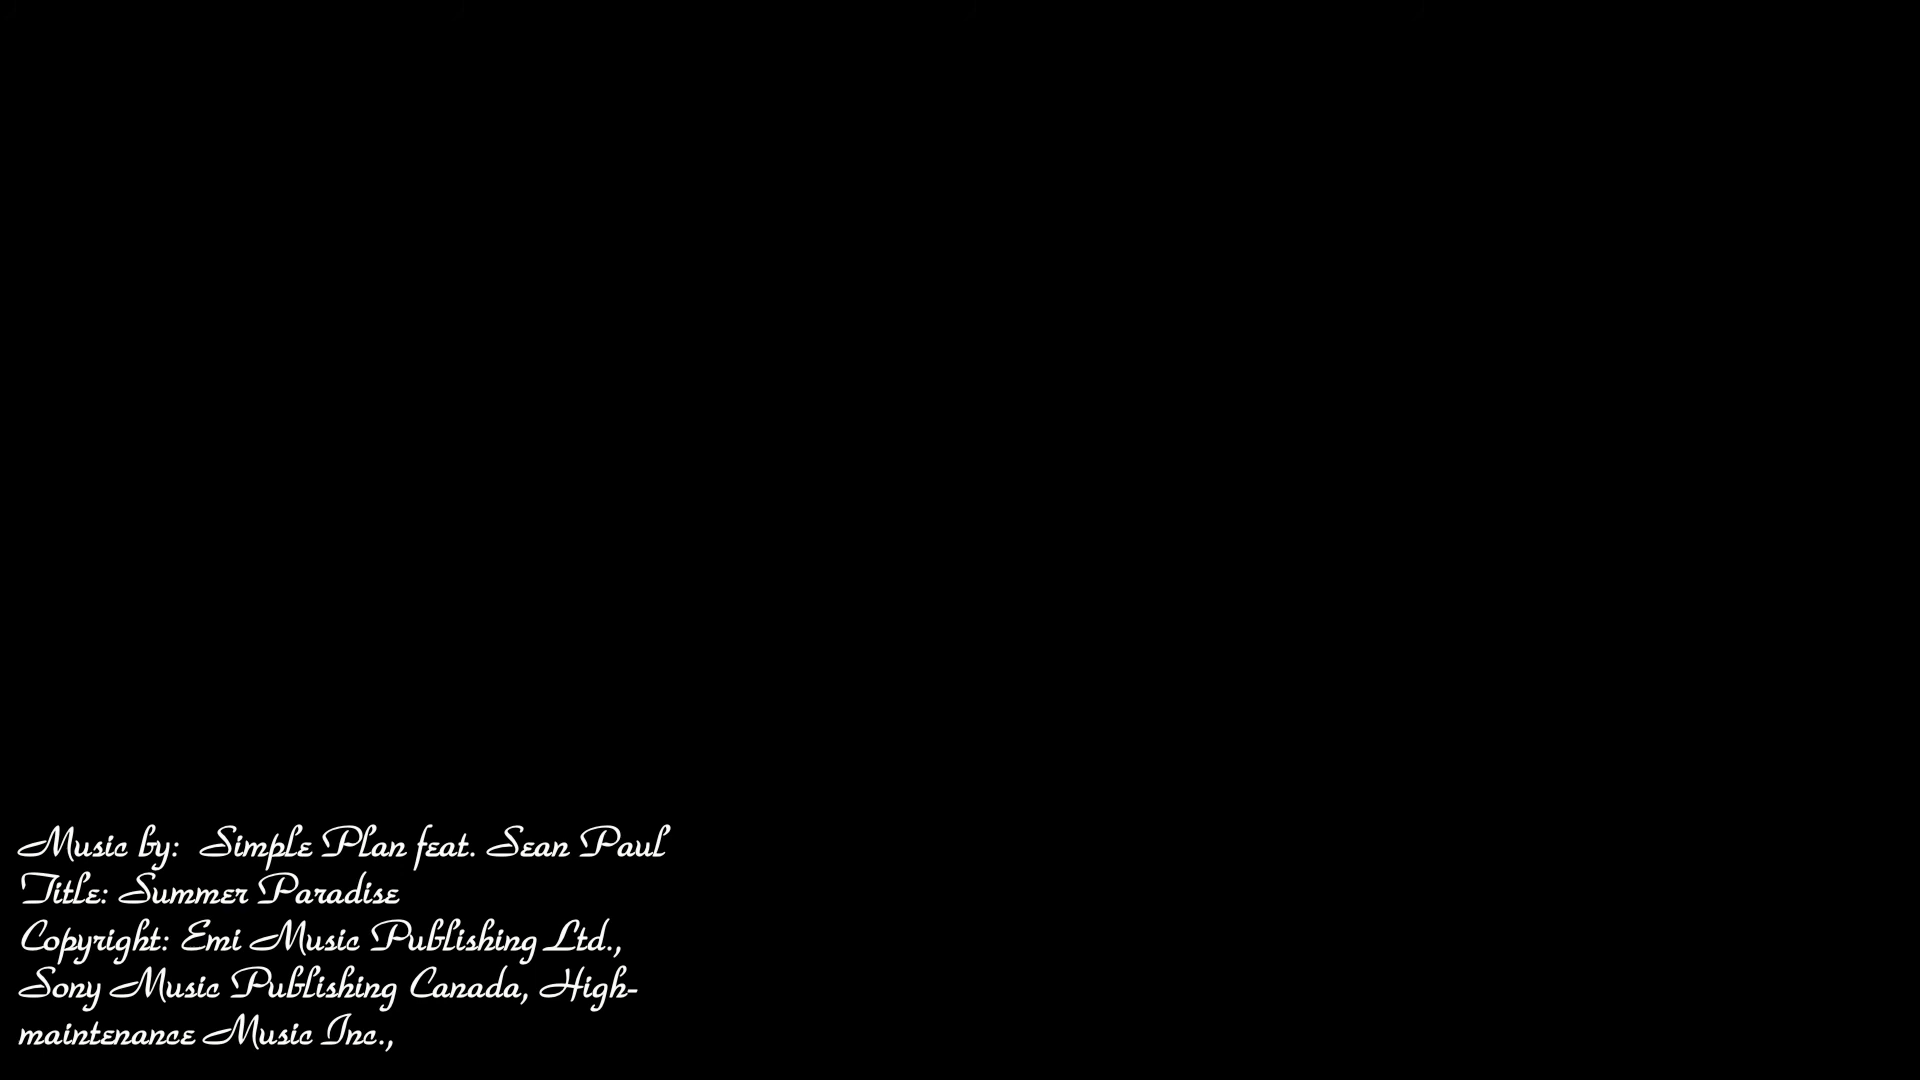 Music by: Simple Plan feat. Sean Paul
Title: Summer Paradise
Copyright: Emi Music Publishing Ltd.,
Sony Music Publishing Canada, High-
maintenance Music Inc.,